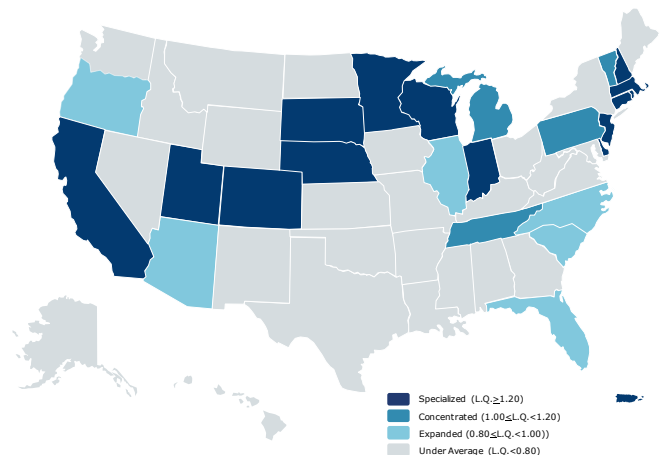 Specialized (L.Q.≥1.20)
Concentrated (1.00≤L.Q.<1.20)
Expanded (0.80≤L.Q.<1.00))
Under Average (L.Q.<0.80)